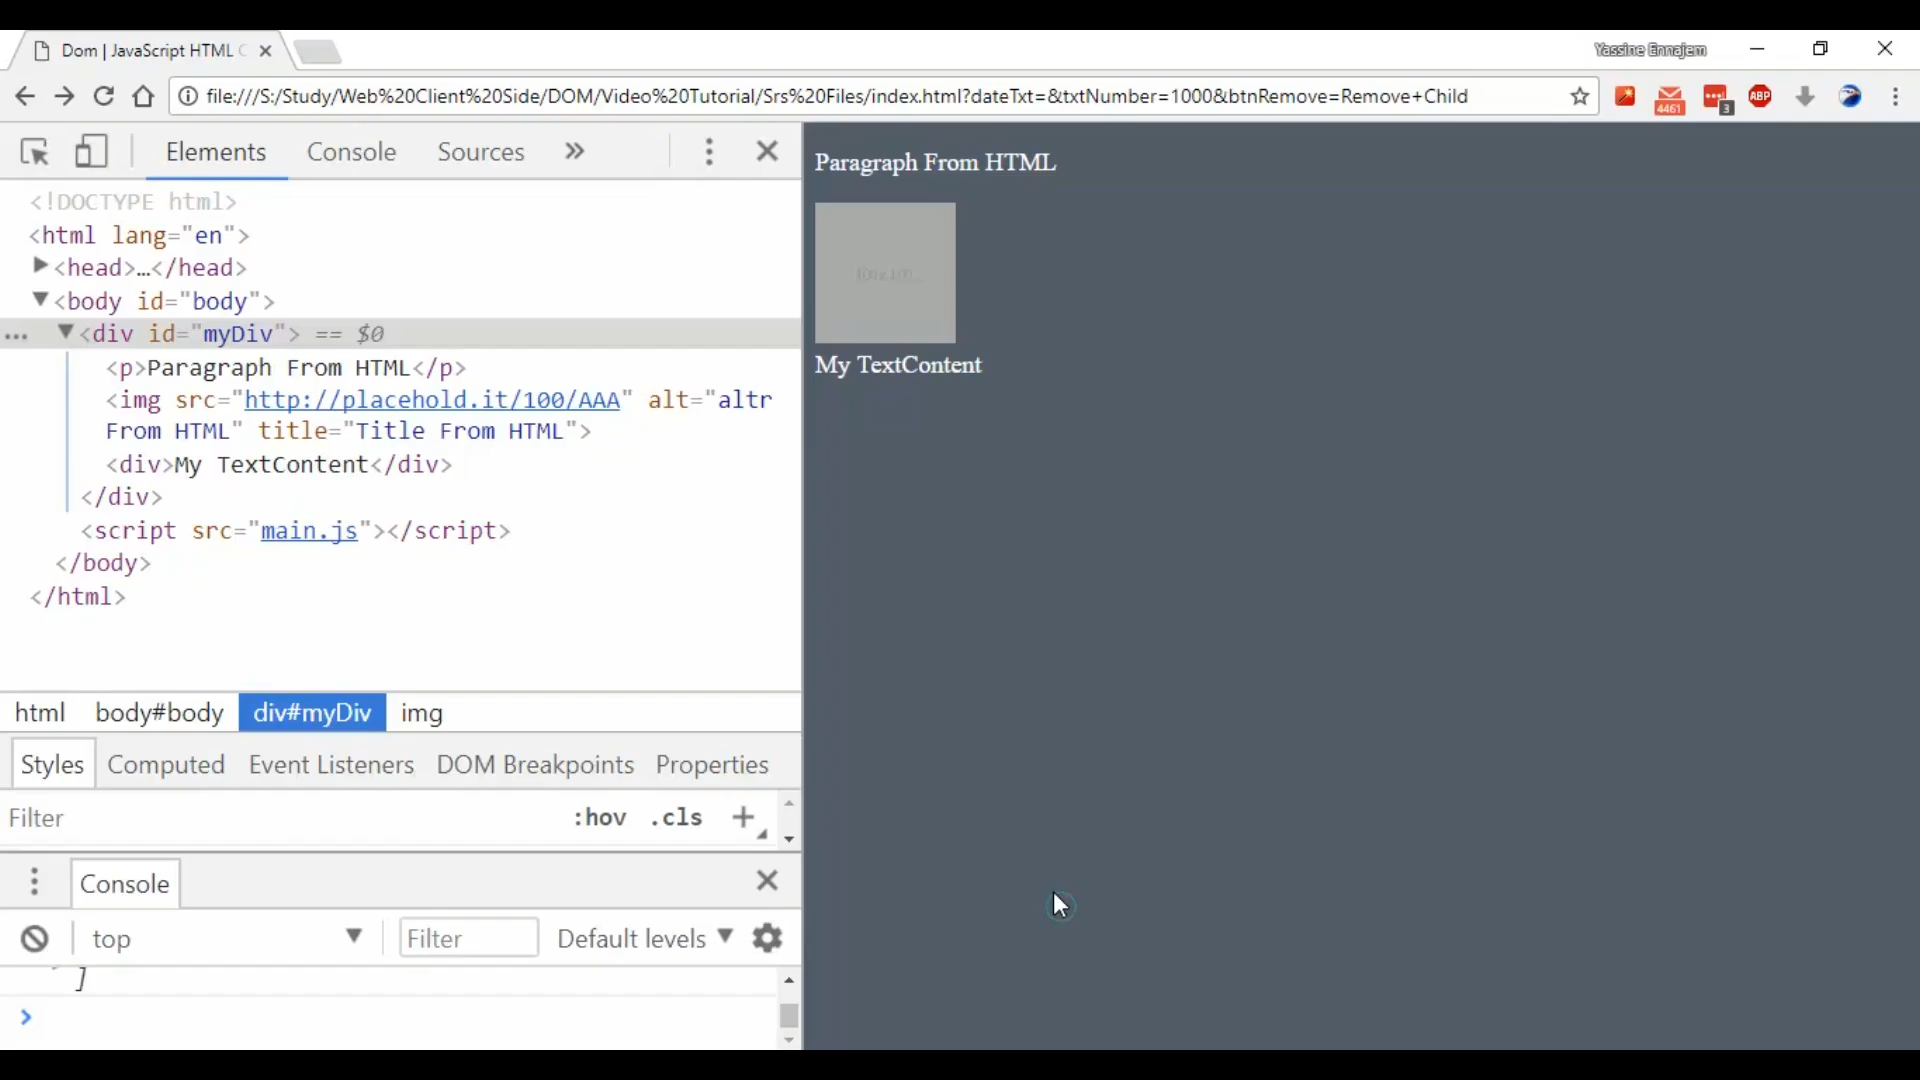 Dom | JavaScript HTML
Yassine Ennajem
file:///S:/Study/Web%20Client%20Side/DOM/Video%20Tutorial/Srs%20Files/index.html?dateTxt=&txtNumber=1000&btnRemove=Remove+Child
4461
3
ABP
Elements Console Sources »
<!DOCTYPE html>
<html lang="en">
<head>…</head>
<body id="body">
<div id="myDiv"> == $0
<p>Paragraph From HTML</p>
<img src="http://placehold.it/100/AAA" alt="altr
From HTML" title="Title From HTML">
<div>My TextContent</div>
</div>
<script src="main.js"></script>
</body>
</html>
html body#body div#myDiv img
Styles Computed Event Listeners DOM Breakpoints Properties
Filter :hov .cls +
Console
top Filter Default levels
]
>
Paragraph From HTML
My TextContent